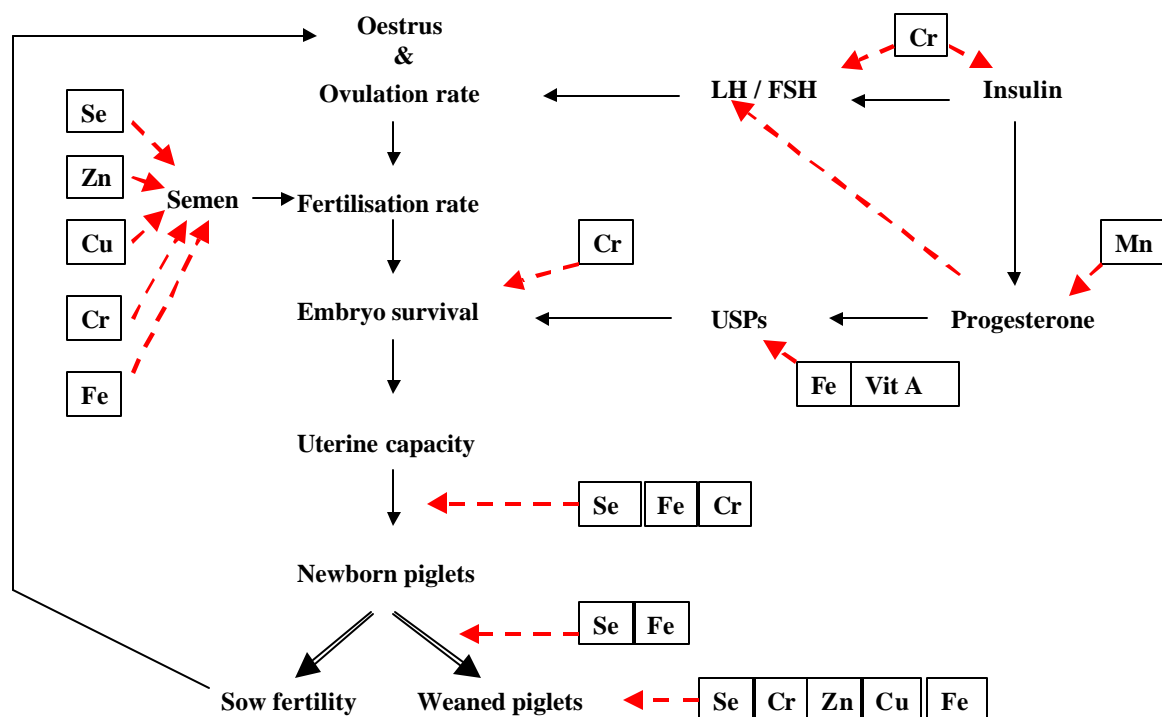 Oestrus
&
Ovulation rate
Cr
LH / FSH
Insulin
Se
Zn
Semen
Fertilisation rate
Cu
Cr
Mn
Cr
Embryo survival
USPs
Progesterone
Fe
Fe Vit A
Uterine capacity
Se Fe Cr
Newborn piglets
Se Fe
Sow fertility
Weaned piglets
Se Cr Zn Cu Fe